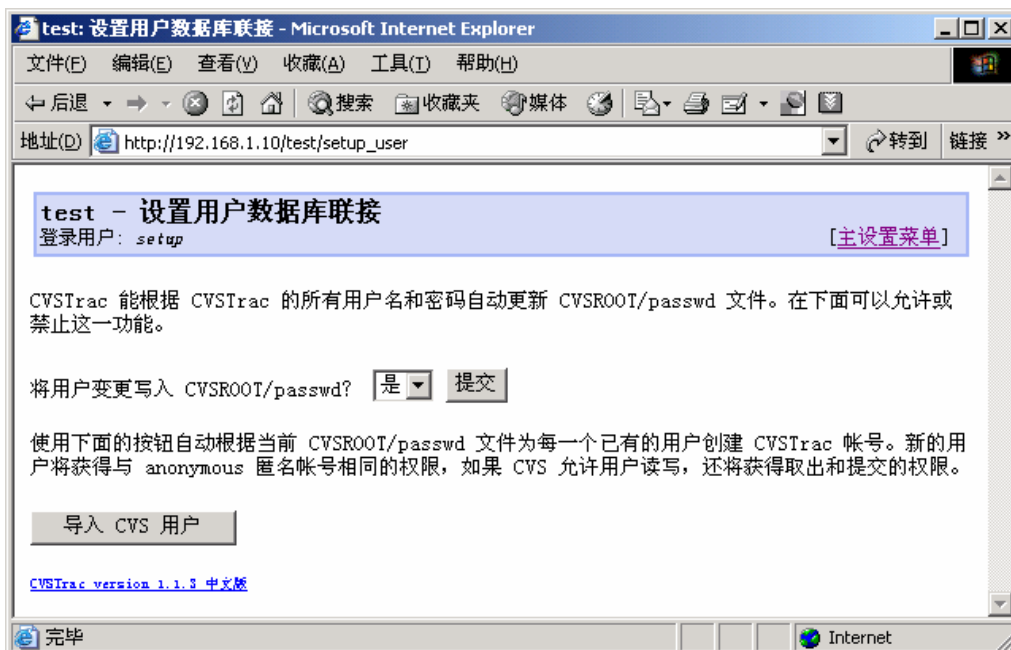 test: 设置用户数据库联接 - Microsoft Internet Explorer
文件(F) 编辑(E) 查看(V) 收藏(A) 工具(T) 帮助(H)
后退 搜索 收藏夹 媒体
地址(D) http://192.168.1.10/test/setup_user 转到 链接 »
test - 设置用户数据库联接
登录用户: setup [主设置菜单]
CVSTrac 能根据 CVSTrac 的所有用户名和密码自动更新 CVSROOT/passwd 文件。在下面可以允许或
禁止这一功能。
将用户变更写入 CVSROOT/passwd? 是 提交
使用下面的按钮自动根据当前 CVSROOT/passwd 文件为每一个已有的用户创建 CVSTrac 帐号。新的用
户将获得与 anonymous 匿名帐号相同的权限，如果 CVS 允许用户读写，还将获得取出和提交的权限。
导入 CVS 用户
CVSTrac version 1.1.3 中文版
完毕 Internet